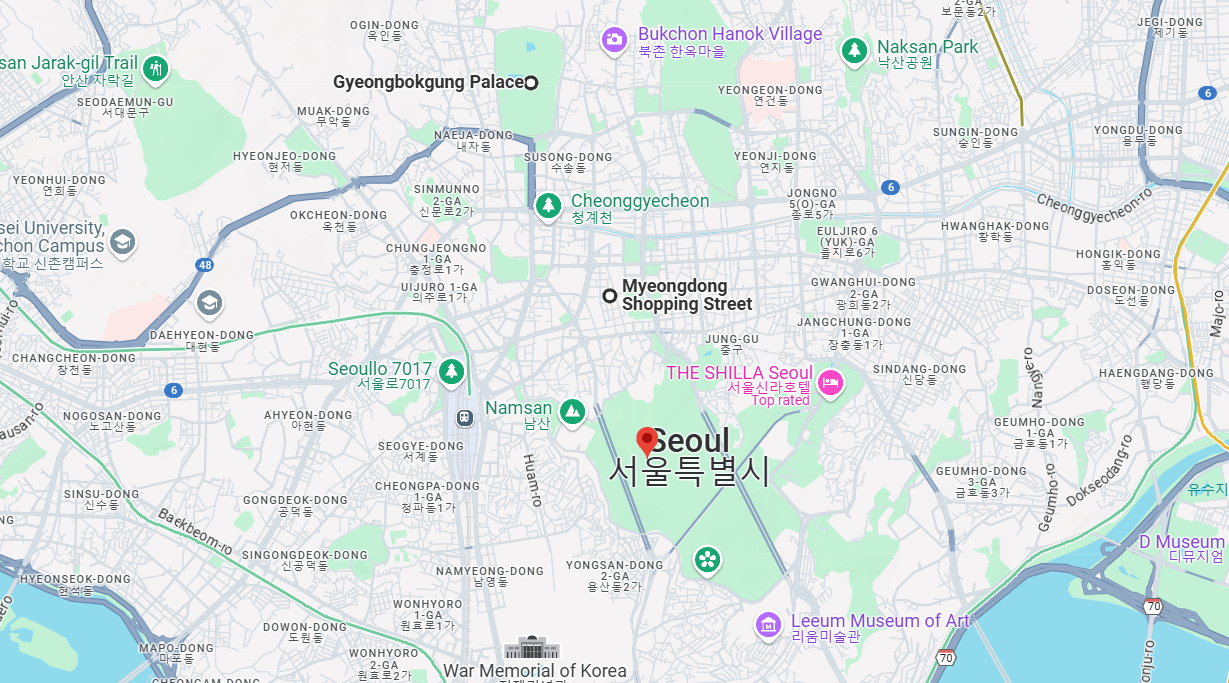 2-GA
보문동2가
OGIN-DONG
옥인동
JEGI-DONG
제기동
Bukchon Hanok Village
북촌 한옥마을
Naksan Park
낙산공원
san Jarak-gil Trail
안산 자락길
Gyeongbokgung Palace
SEODAEMUN-GU
서대문구
MUAK-DONG
무악동
YEONGEON-DONG
연건동
6
NAEJA-DONG
내자동
SUNGIN-DONG
숭인동
YONGDU-DONG
용두동
HYEONJEO-DONG
현저동
SUSONG-DONG
수송동
YEONJI-DONG
연지동
YEONHUI-DONG
연희동
SINMUNNO
2-GA
신문로2가
6
JONGNO
5(O)-GA
종로5가
Cheonggyecheon
청계천
Cheonggyecheon-ro
OKCHEON-DONG
옥천동
sei University,
chon Campus
학교 신촌캠퍼스
EULJIRO 6
(YUK)-GA
을지로6가
HWANGHAK-DONG
황학동
CHUNGJEONGNO
1-GA
충정로1가
HONGIK-DONG
홍익동
48
UIJURO 1-GA
의주로1가
Myeongdong
Shopping Street
GWANGHUI-DONG
2-GA
광희동2가
DOSEON-DONG
도선동
Majo-ro
DAEHYEON-DONG
대현동
JANGCHUNG-DONG
1-GA
장충동1가
JUNG-GU
중구
CHANGCHEON-DONG
창천동
Seoullo 7017
서울로7017
THE SHILLA Seoul
서울신라호텔
Top rated
SINDANG-DONG
신당동
Nangye-ro
HAENGDANG-DONG
행당동
6
NOGOSAN-DONG
노고산동
AHYEON-DONG
아현동
Namsan
남산
ausan-ro
GEUMHO-DONG
1-GA
금호동1가
SEOGYE-DONG
서계동
Seoul
서울특별시
Huam-ro
GEUMHO-DONG
3-GA
금호동3가
Geumho-ro
Dokseodang-ro
유수지
SINSU-DONG
신수동
GONGDEOK-DONG
공덕동
CHEONGPA-DONG
1-GA
청파동1가
NG
Baekbeom-ro
D Museum
디뮤지엄
SINGONGDEOK-DONG
신공덕동
HYEONSEOK-DONG
현석동
NAMYEONG-DONG
남영동
YONGSAN-DONG
2-GA
용산동2가
WONHYORO
1-GA
원효로1가
70
DOWON-DONG
도원동
Leeum Museum of Art
리움미술관
MAPO-DONG
마포동
WONHYORO
2-GA
원효로2가
70
War Memorial of Korea